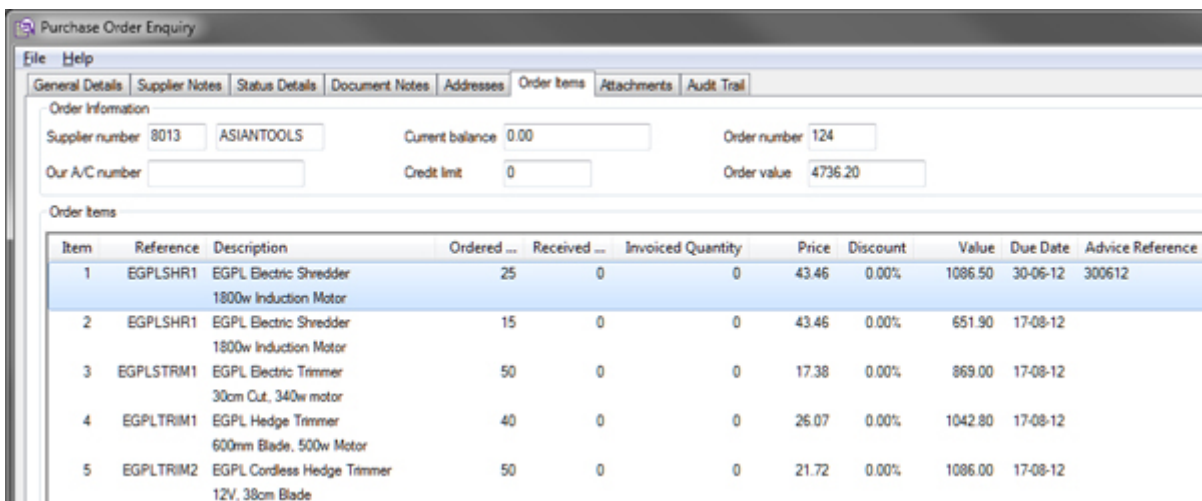 Purchase Order Enquiry
File Help
General Details Supplier Notes Status Details Document Notes Addresses Order Items Attachments Audit Trail
Order Information
Supplier number 8013 ASIANTOOLS Current balance 0.00 Order number 124
Our A/C number Credit limit 0 Order value 4736.20
Order Items
Item Reference Description Ordered ... Received ... Invoiced Quantity Price Discount Value Due Date Advice Reference
1 EGPLSHR1 EGPL Electric Shredder 25 0 0 43.46 0.00% 1086.50 30-06-12 300612
1800w Induction Motor
2 EGPLSHR1 EGPL Electric Shredder 15 0 0 43.46 0.00% 651.90 17-08-12
1800w Induction Motor
3 EGPLSTRM1 EGPL Electric Trimmer 50 0 0 17.38 0.00% 869.00 17-08-12
30cm Cut, 340w motor
4 EGPLTRIM1 EGPL Hedge Trimmer 40 0 0 26.07 0.00% 1042.80 17-08-12
600mm Blade, 500w Motor
5 EGPLTRIM2 EGPL Cordless Hedge Trimmer 50 0 0 21.72 0.00% 1086.00 17-08-12
12V, 38cm Blade